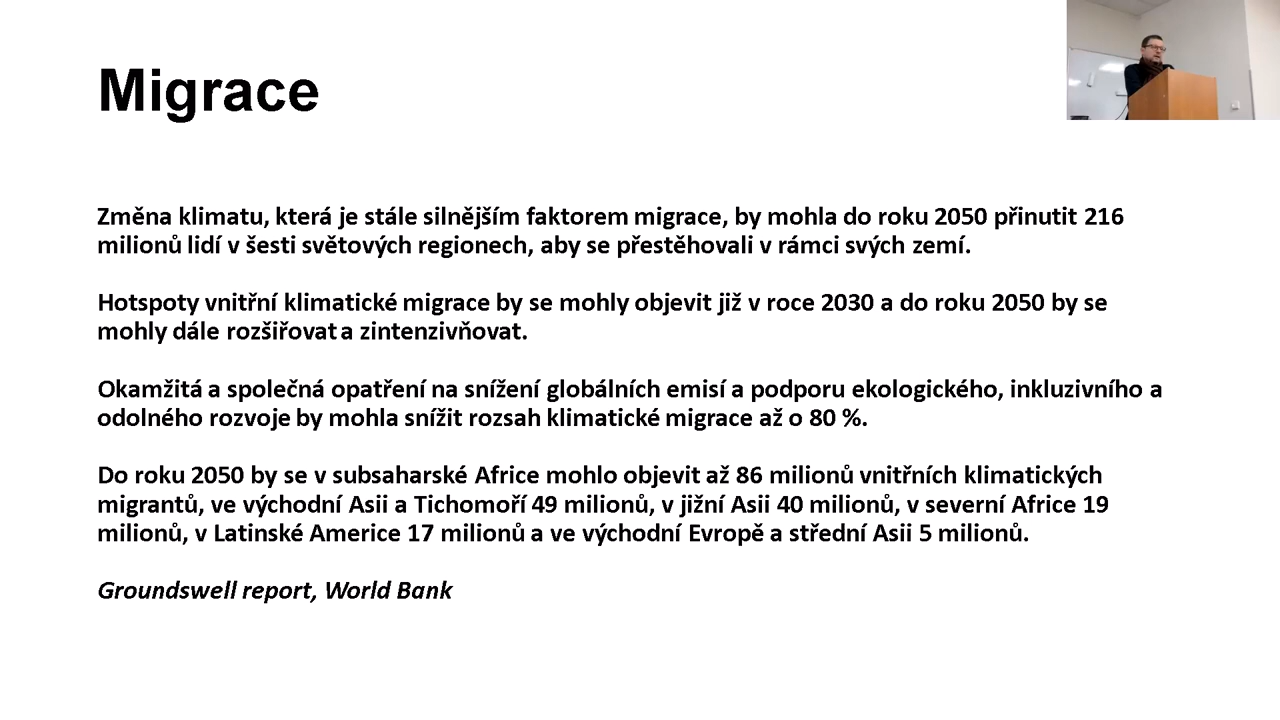 Migrace
Změna klimatu, která je stále silnějším faktorem migrace, by mohla do roku 2050 přinutit 216
milionů lidí v šesti světových regionech, aby se přestěhovali v rámci svých zemí.
Hotspoty vnitřní klimatické migrace by se mohly objevit již v roce 2030 a do roku 2050 by se
mohly dále rozšiřovat a zintenzivňovat.
Okamžitá a společná opatření na snížení globálních emisí a podporu ekologického, inkluzivního a
odolného rozvoje by mohla snížit rozsah klimatické migrace až o 80 %.
Do roku 2050 by se v subsaharské Africe mohlo objevit až 86 milionů vnitřních klimatických
migrantů, ve východní Asii a Tichomoří 49 milionů, v jižní Asii 40 milionů, v severní Africe 19
milionů, v Latinské Americe 17 milionů a ve východní Evropě a střední Asii 5 milionů.
Groundswell report, World Bank